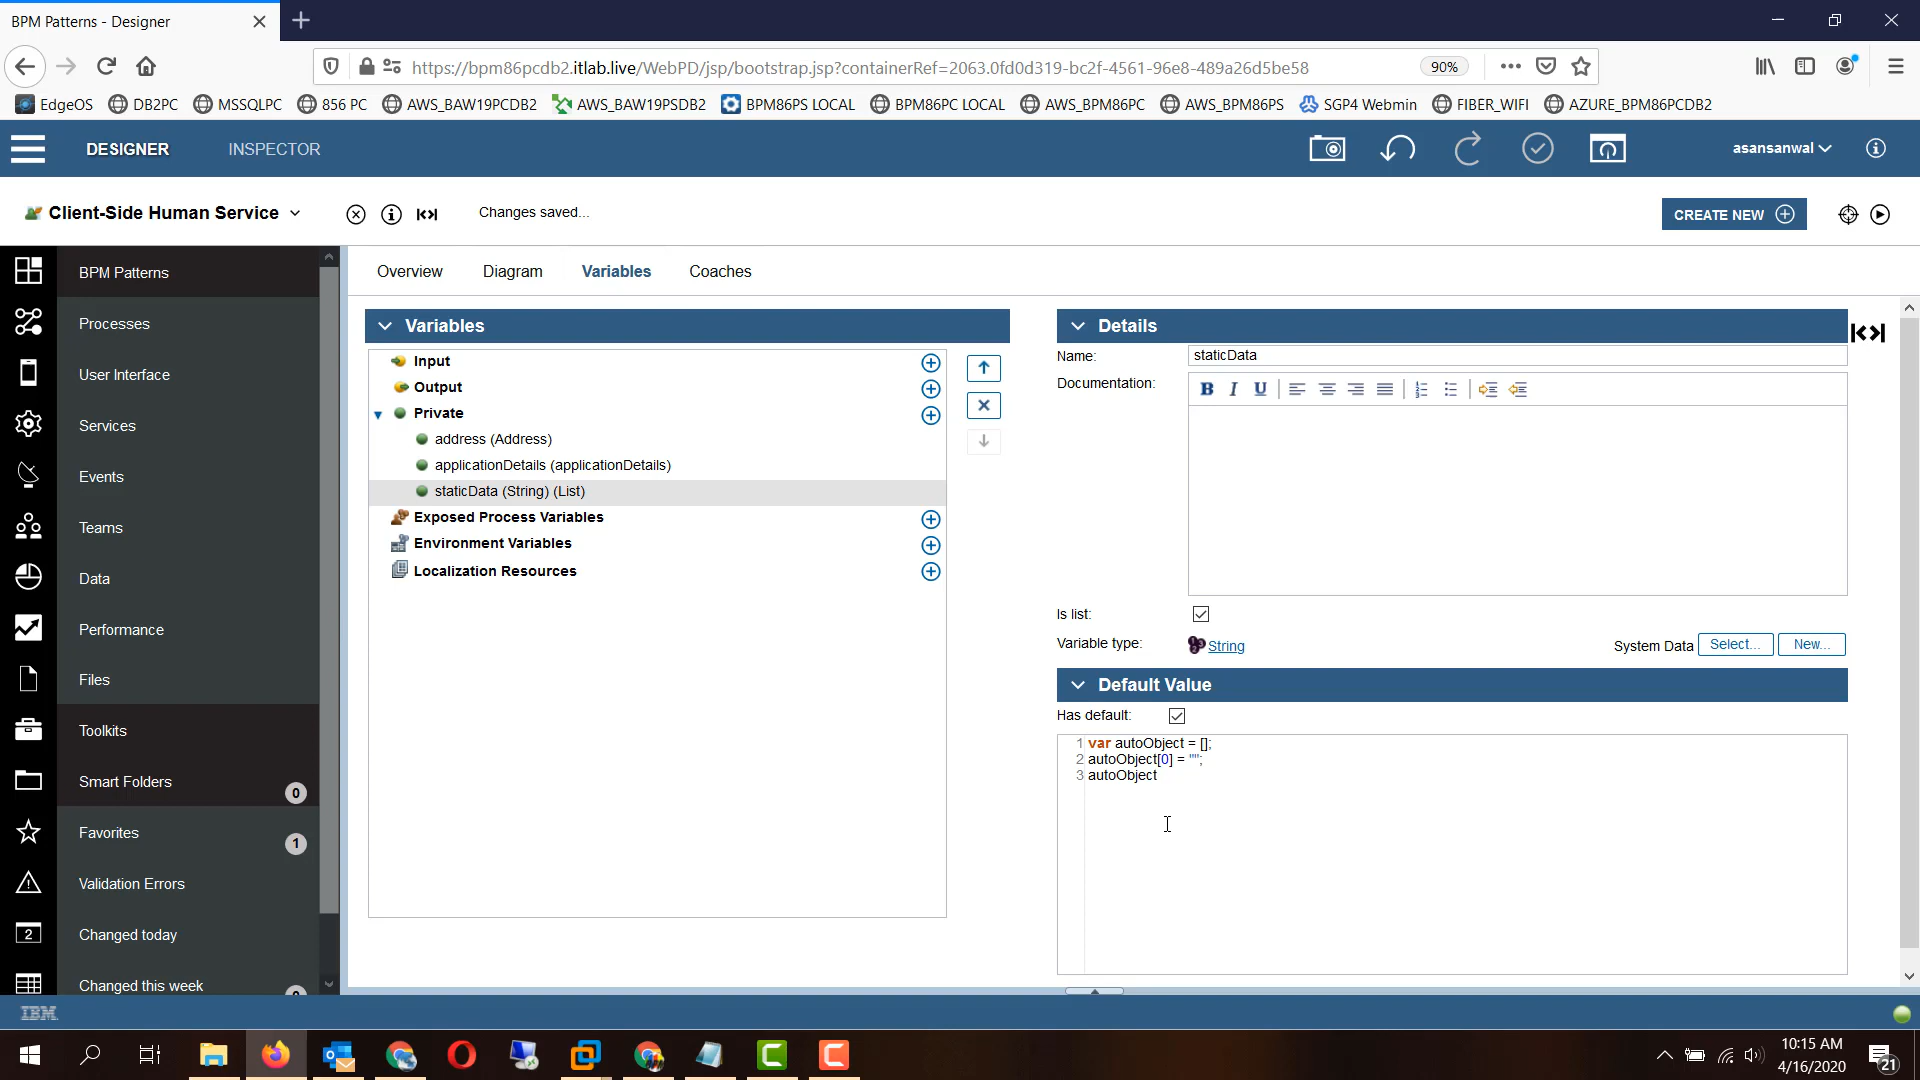 BPM Patterns - Designer
https://bpm86pcdb2.itlab.live/WebPD/jsp/bootstrap.jsp?containerRef=2063.0fd0d319-bc2f-4561-96e8-489a26d5be58
90%
EdgeOS DB2PC MSSQLPC 856 PC AWS_BAW19PCDB2 AWS_BAW19PSDB2 BPM86PS LOCAL BPM86PC LOCAL AWS_BPM86PC AWS_BPM86PS SGP4 Webmin FIBER_WIFI AZURE_BPM86PCDB2
DESIGNER INSPECTOR asansanwal
Client-Side Human Service Changes saved... CREATE NEW
BPM Patterns
Processes
User Interface
Services
Events
Teams
Data
Performance
Files
Toolkits
Smart Folders 0
Favorites 1
Validation Errors
2 Changed today
Changed this week
Overview Diagram Variables Coaches
Variables
Input
Output
Private
address (Address)
applicationDetails (applicationDetails)
staticData (String) (List)
Exposed Process Variables
Environment Variables
Localization Resources
Details
Name: staticData
Documentation: B I U
Is list:
Variable type: String System Data Select... New...
Default Value
Has default:
1 var autoObject = [];
2 autoObject[0] = "";
3 autoObject
IBM
10:15 AM
4/16/2020
21